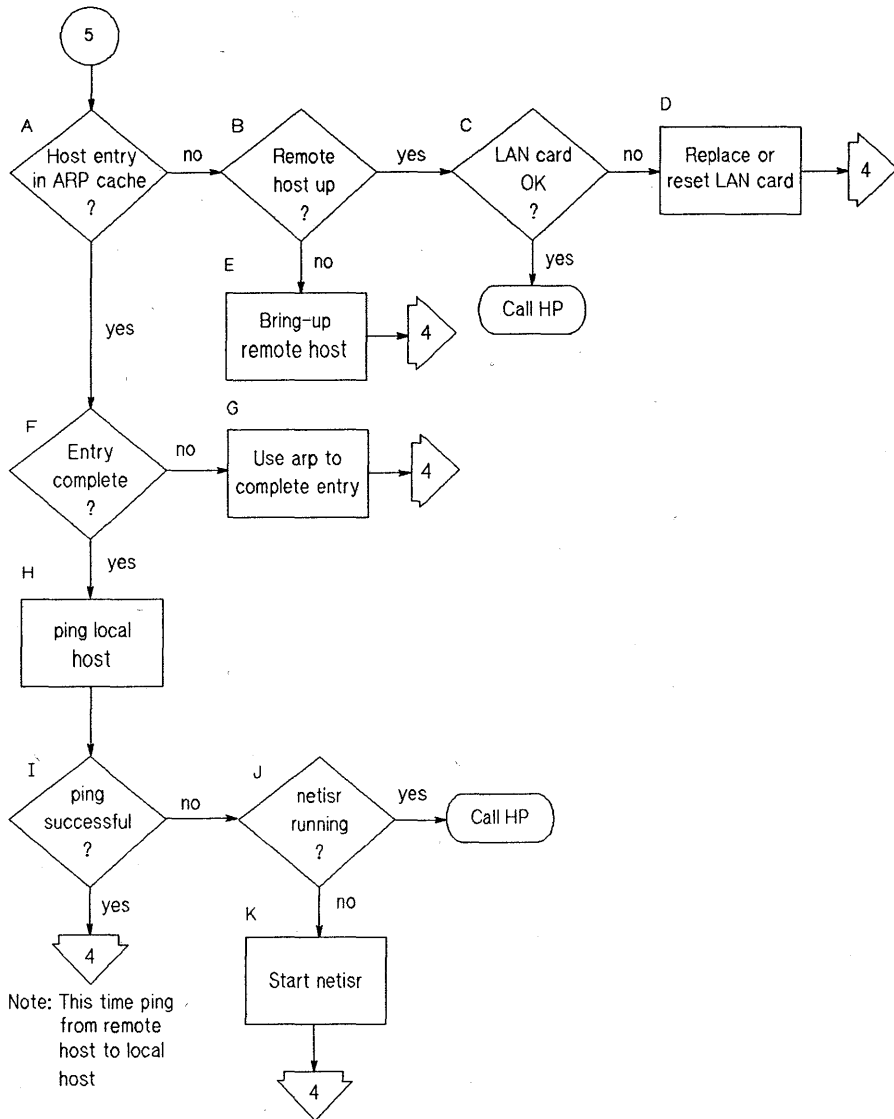 5
A
Host entry
in ARP cache
?
no
B
Remote
host up
?
yes
C
LAN card
OK
?
no
D
Replace or
reset LAN card
4
yes
E
no
Bring-up
remote host
4
yes
Call HP
F
Entry
complete
?
no
G
Use arp to
complete entry
4
yes
H
ping local
host
I
ping
successful
?
no
J
netisr
running
?
yes
Call HP
yes
4
Note: This time ping
from remote
host to local
host
no
K
Start netisr
4